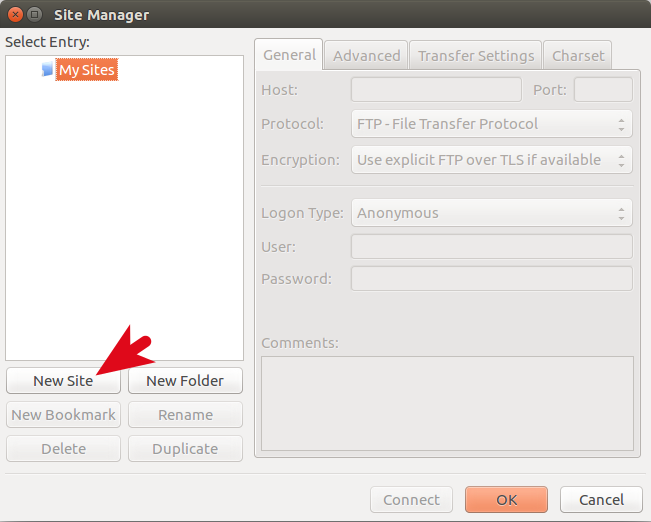 Site Manager
Select Entry:
My Sites
New Site
New Folder
New Bookmark
Rename
Delete
Duplicate
General
Advanced
Transfer Settings
Charset
Host:
Port:
Protocol:
FTP - File Transfer Protocol
Encryption:
Use explicit FTP over TLS if available
Logon Type:
Anonymous
User:
Password:
Comments:
Connect
OK
Cancel